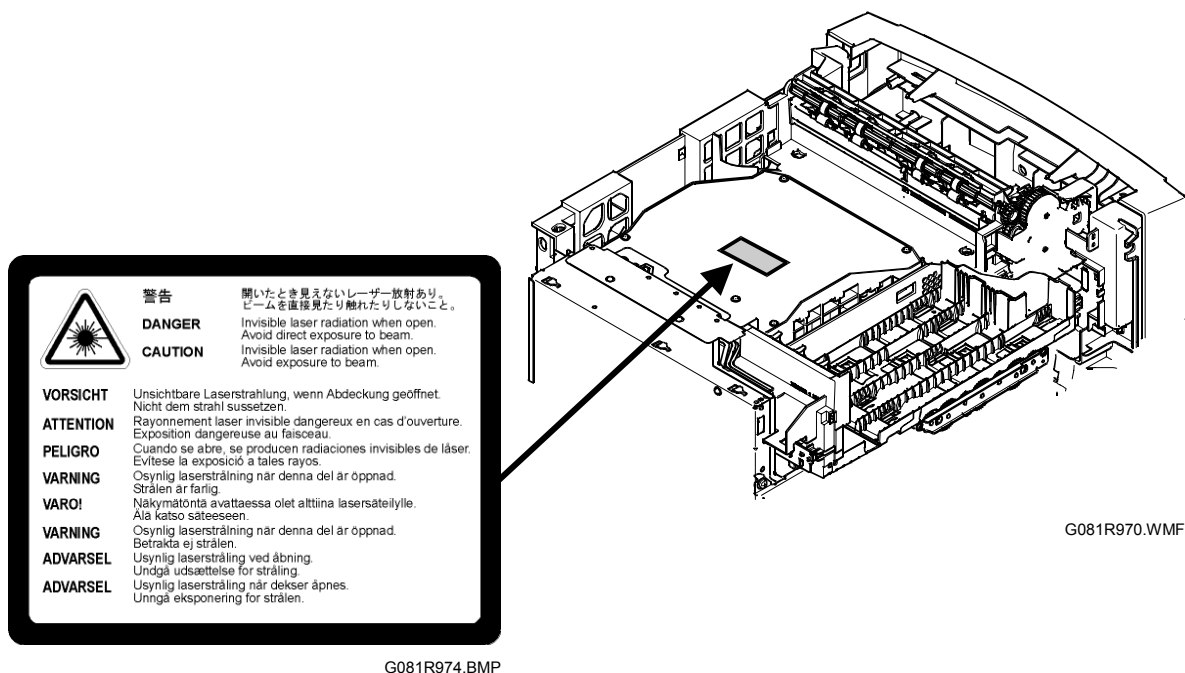 警告 開いたとき見えないレーザー放射あり。
ビームを直接見たり触れたりしないこと。
DANGER Invisible laser radiation when open.
Avoid direct exposure to beam.
CAUTION Invisible laser radiation when open.
Avoid exposure to beam.
VORSICHT Unsichtbare Laserstrahlung, wenn Abdeckung geöffnet.
Nicht dem strahl sussetzen.
ATTENTION Rayonnement laser invisible dangereux en cas d'ouverture.
Exposition dangereuse au faisceau.
PELIGRO Cuando se abre, se producen radiaciones invisibles de låser.
Evítese la exposició a tales rayos.
VARNING Osynlig laserstrålning när denna del är öppnad.
Strålen är farlig.
VARO! Näkymätöntä avattaessa olet alttiina lasersäteilylle.
Älä katso säteeseen.
VARNING Osynlig laserstrålning när denna del är öppnad.
Betrakta ej strålen.
ADVARSEL Usynlig laserstråling ved åbning.
Undgå udsættelse for stråling.
ADVARSEL Usynlig laserstråling når dekser åpnes.
Unngå eksponering for strålen.
G081R974.BMP
G081R970.WMF